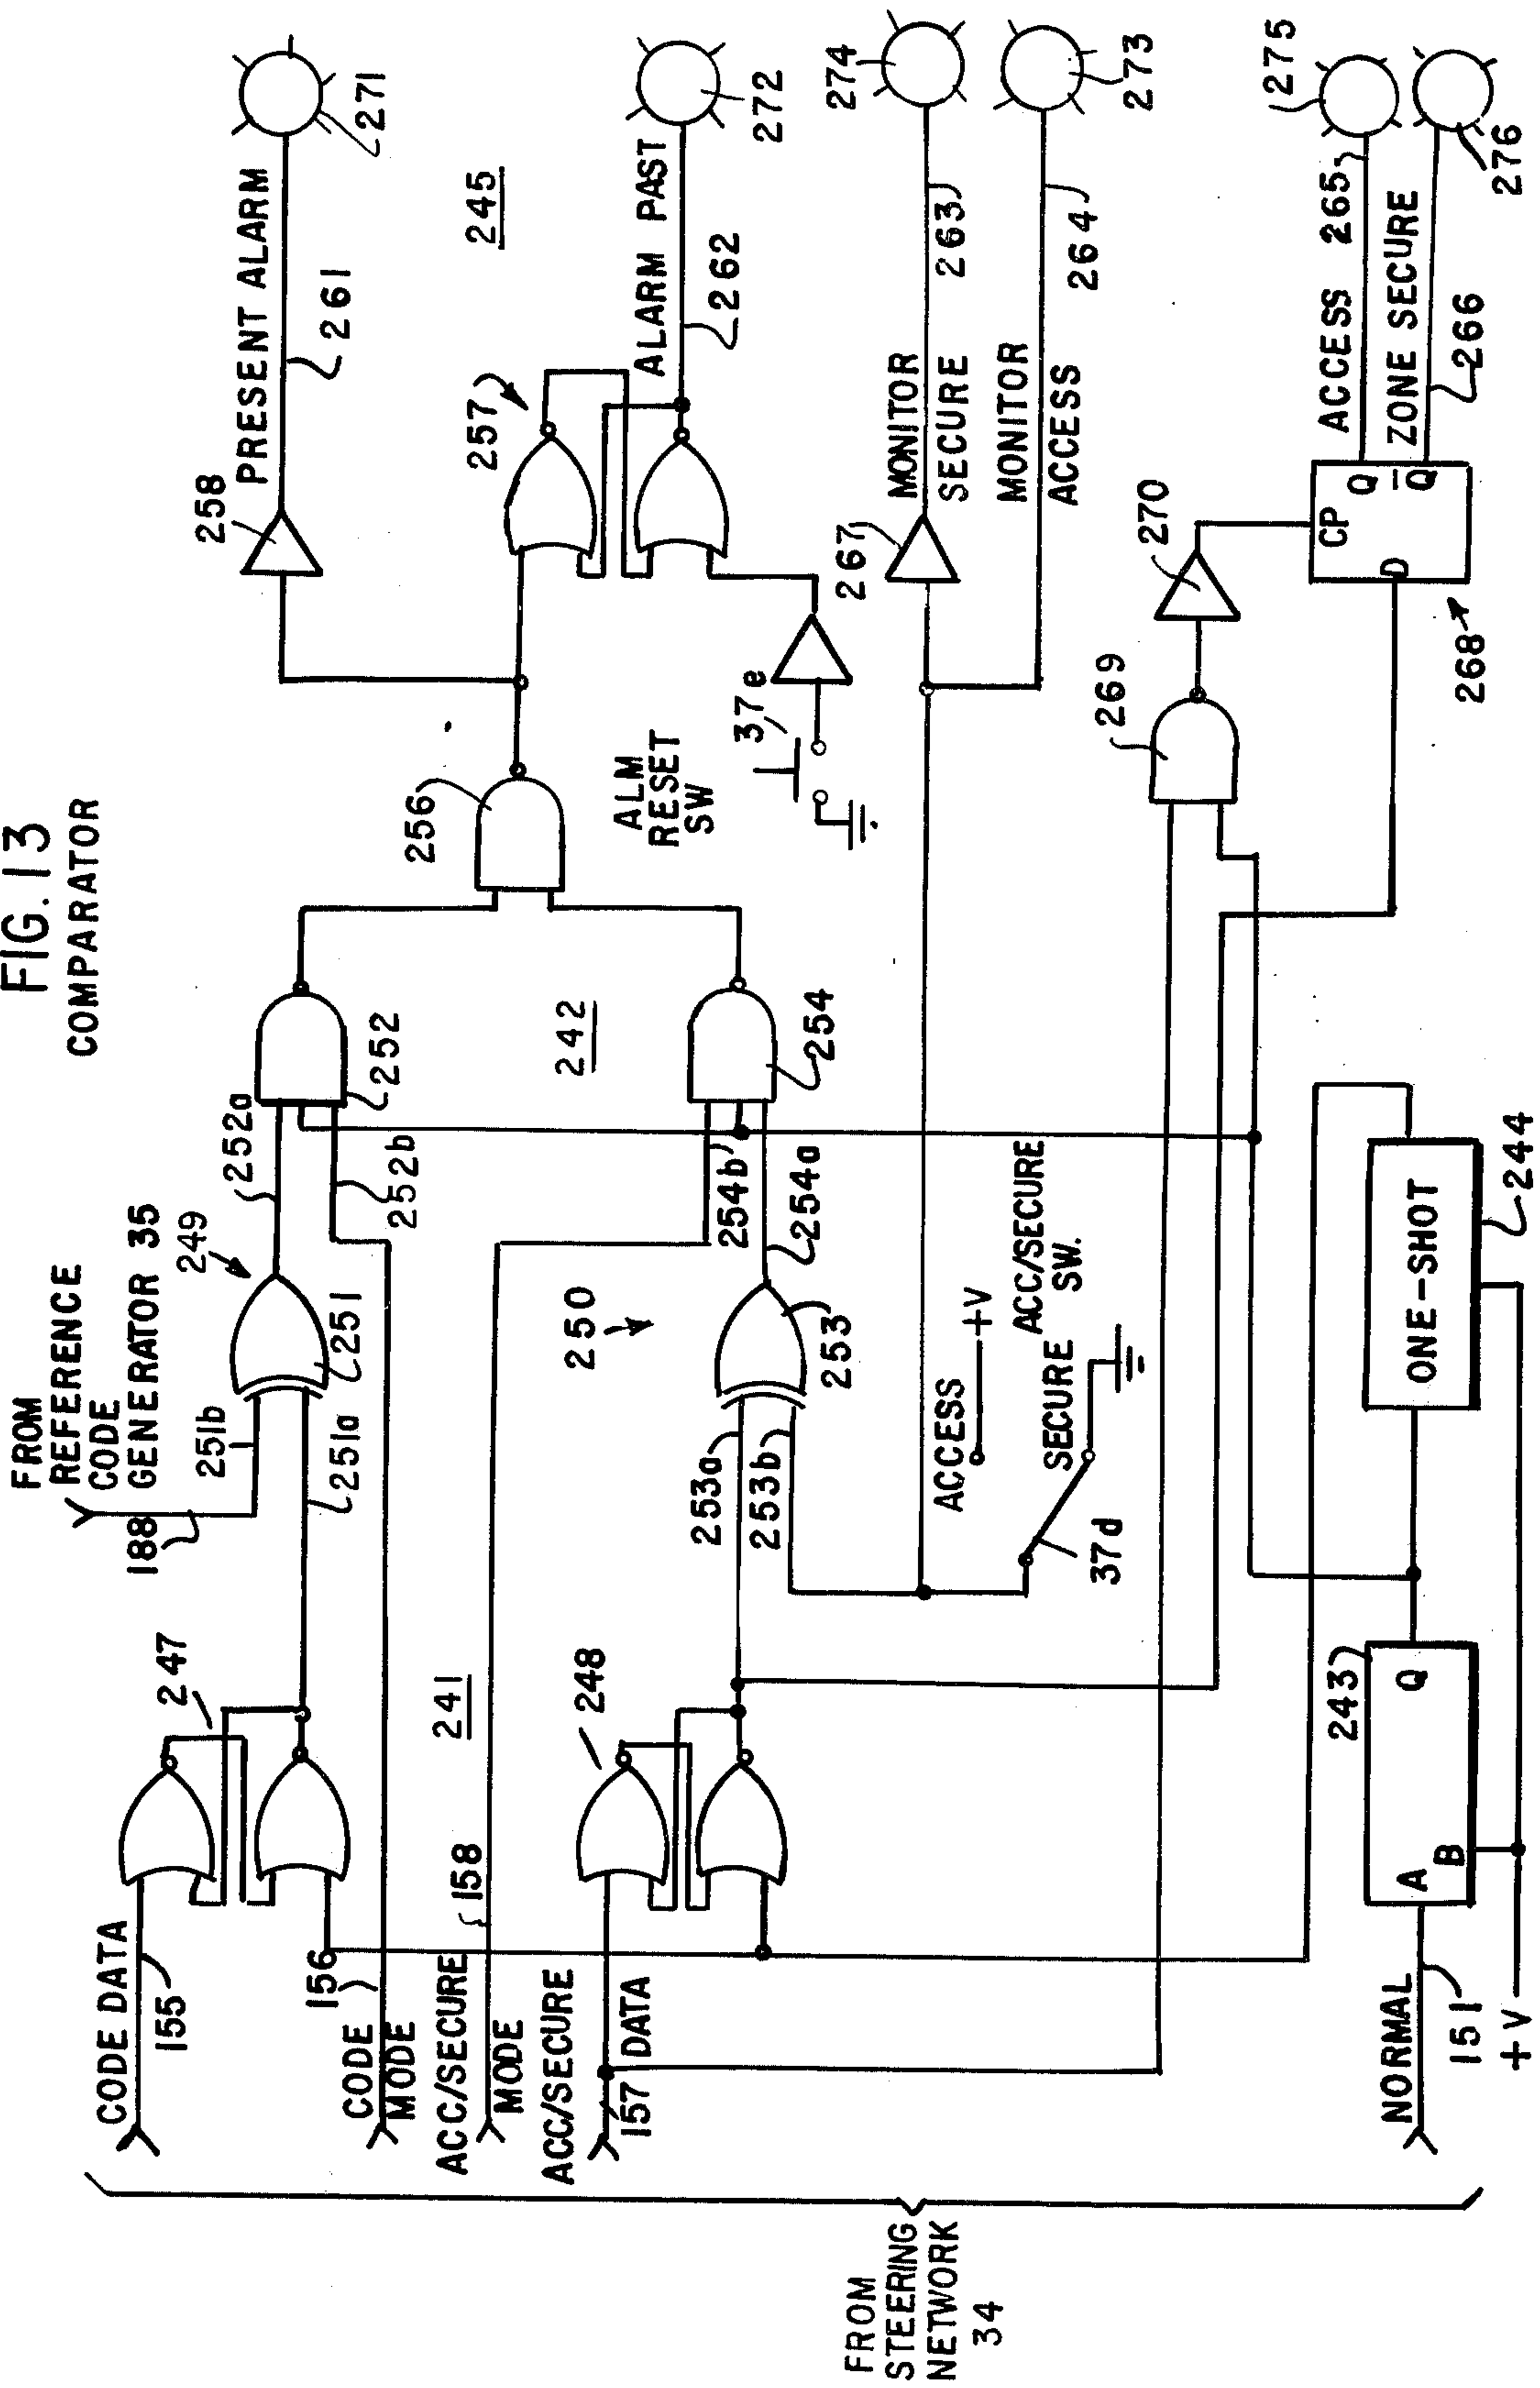 FIG. 13
COMPARATOR
FROM
REFERENCE
CODE
GENERATOR 35
188
CODE DATA
155
247
251b
251a
249
251
252a
252b
252
258
PRESENT ALARM
261
271
156
CODE
MODE
ACC/SECURE
MODE
158
241
242
256
257
245
ALARM PAST
262
272
ACC/SECURE
157 DATA
248
250
253a
253b
253
254b
254a
254
ALM
RESET
SW
37e
ACCESS
+V
SECURE
ACC/SECURE
SW.
37d
267
MONITOR
SECURE
263
274
MONITOR
ACCESS
264
273
269
270
NORMAL
151
+V
A
B
243
Q
ONE-SHOT
244
268
D
CP
Q
Q
ACCESS 265
275
ZONE SECURE
266
276
FROM
STEERING
NETWORK
34